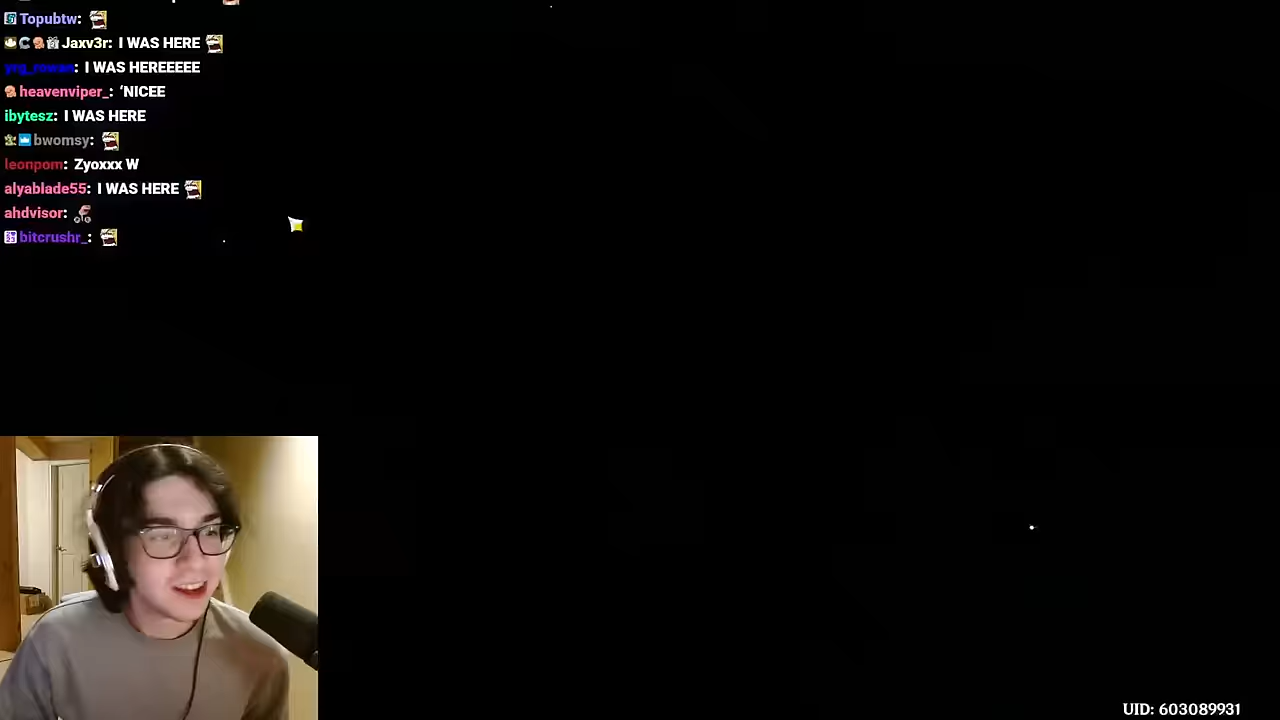 Topubtw:
Jaxv3r: I WAS HERE
yrg_rowan: I WAS HEREEEEE
heavenviper_: ‘NICEE
ibytesz: I WAS HERE
bwomsy:
leonpom: Zyoxxx W
alyablade55: I WAS HERE
ahdvisor:
bitcrushr_:
UID: 603089931